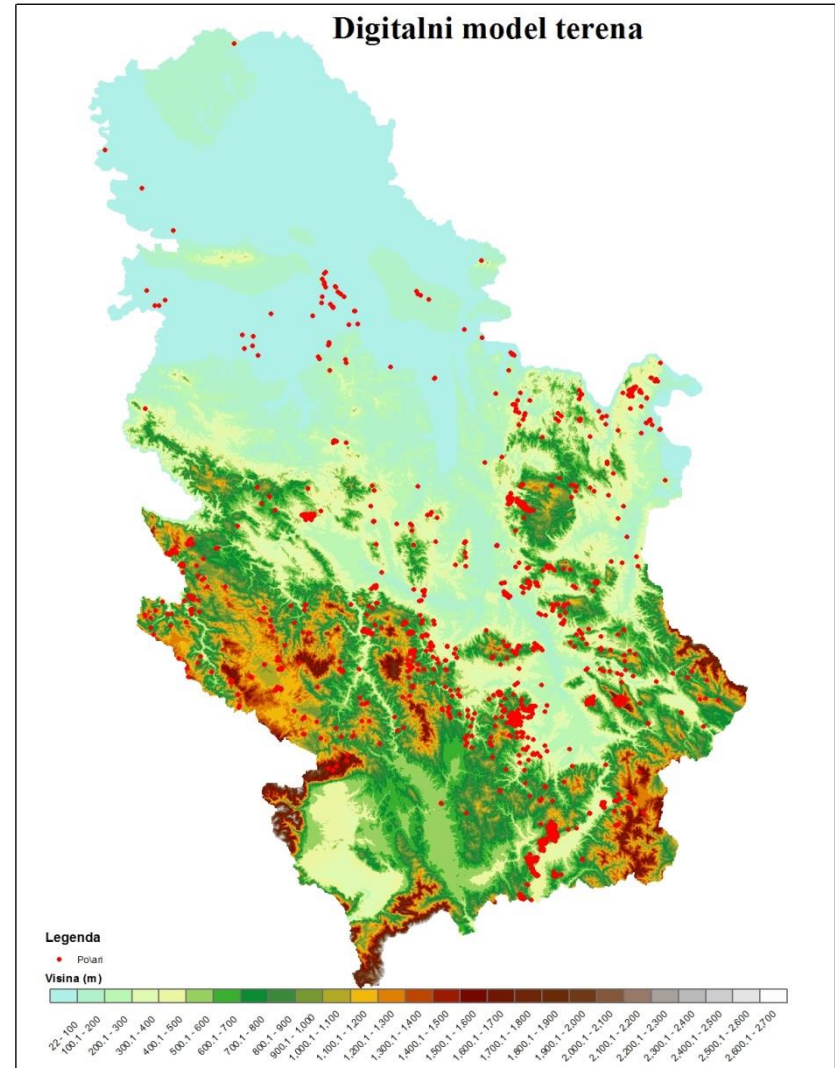 Digitalni model terena
Legenda
Požari
Visina (m)
22 - 100
100.1 - 200
200.1 - 300
300.1 - 400
400.1 - 500
500.1 - 600
600.1 - 700
700.1 - 800
800.1 - 900
900.1 - 1,000
1,000.1 - 1,100
1,100.1 - 1,200
1,200.1 - 1,300
1,300.1 - 1,400
1,400.1 - 1,500
1,500.1 - 1,600
1,600.1 - 1,700
1,700.1 - 1,800
1,800.1 - 1,900
1,900.1 - 2,000
2,000.1 - 2,100
2,100.1 - 2,200
2,200.1 - 2,300
2,300.1 - 2,400
2,400.1 - 2,500
2,500.1 - 2,600
2,600.1 - 2,700